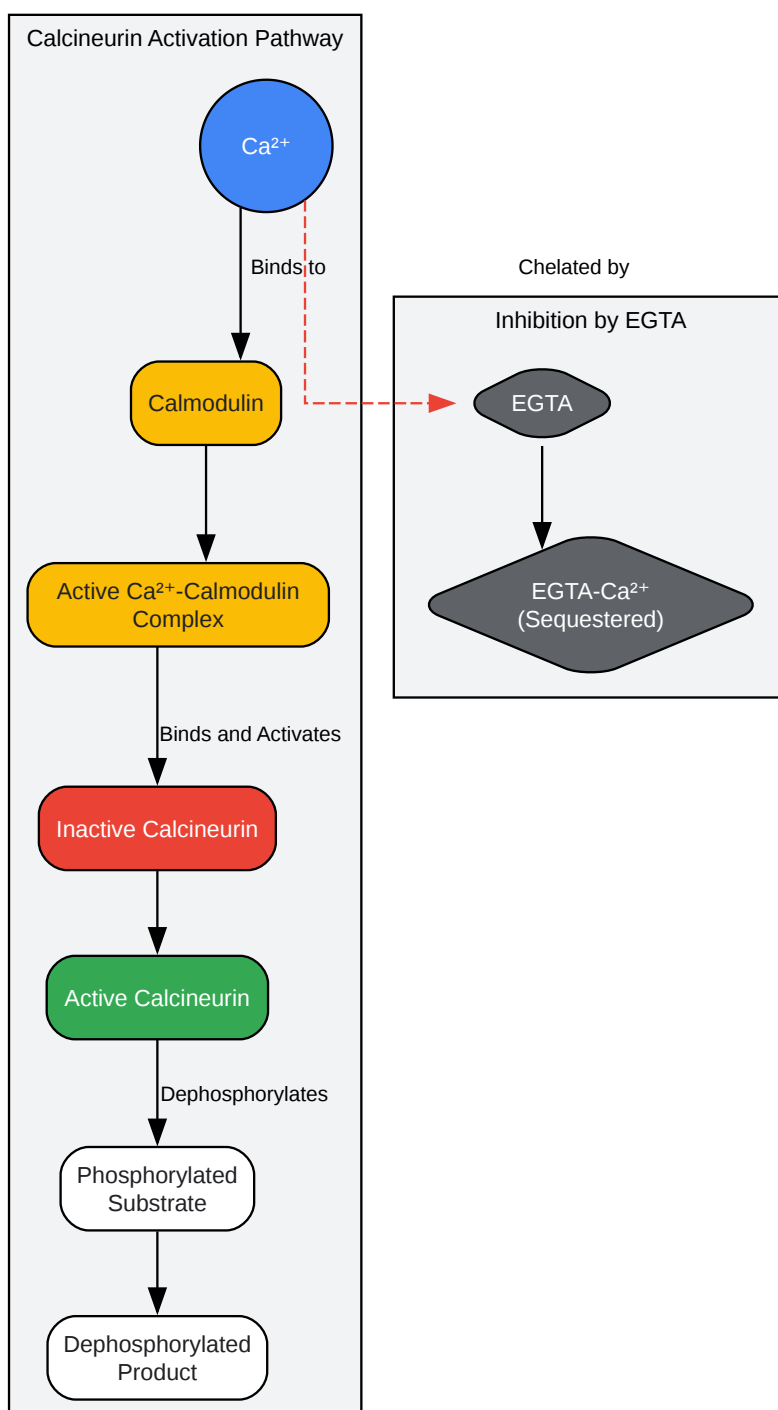 Calcineurin Activation Pathway
Ca²⁺
Binds to
Chelated by
Inhibition by EGTA
Calmodulin
EGTA
Active Ca²⁺-Calmodulin
Complex
EGTA-Ca²⁺
(Sequestered)
Binds and Activates
Inactive Calcineurin
Active Calcineurin
Dephosphorylates
Phosphorylated
Substrate
Dephosphorylated
Product